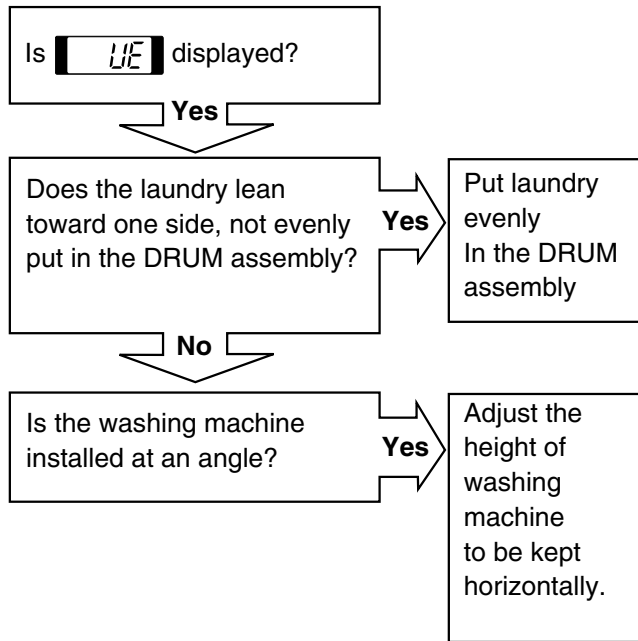 Is UE displayed?
Yes
Does the laundry lean
toward one side, not evenly
put in the DRUM assembly?
Yes
Put laundry
evenly
In the DRUM
assembly
No
Is the washing machine
installed at an angle?
Yes
Adjust the
height of
washing
machine
to be kept
horizontally.